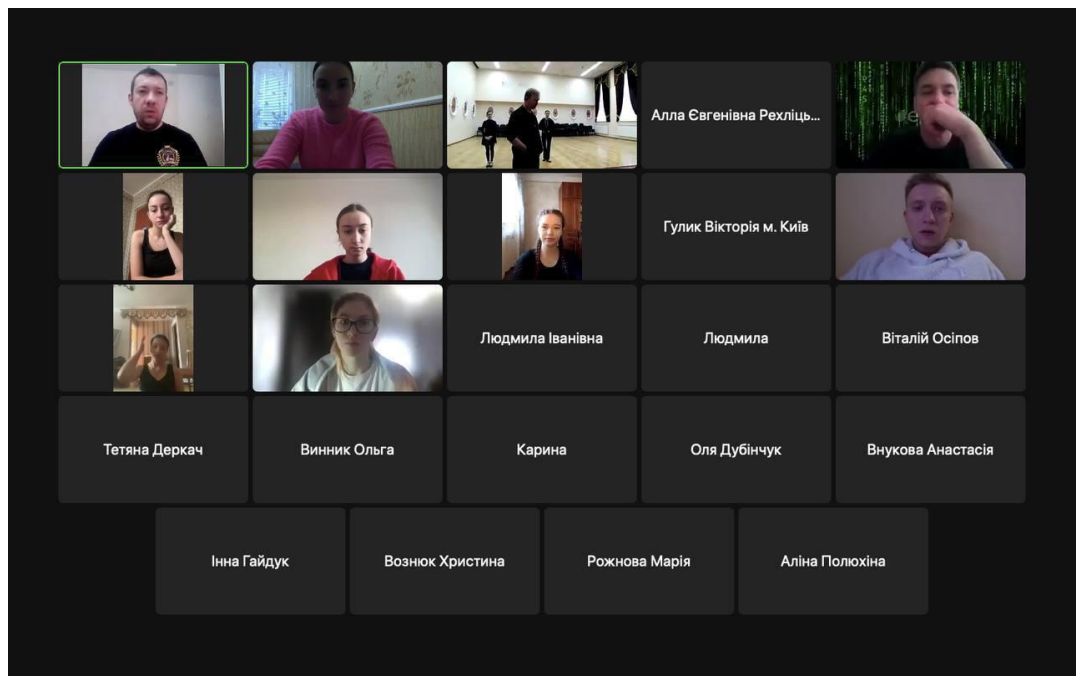 Алла Євгенівна Рехліць...
Гулик Вікторія м. Київ
Людмила Іванівна
Людмила
Віталій Осіпов
Тетяна Деркач
Винник Ольга
Карина
Оля Дубінчук
Внукова Анастасія
Інна Гайдук
Вознюк Христина
Рожнова Марія
Аліна Полюхіна